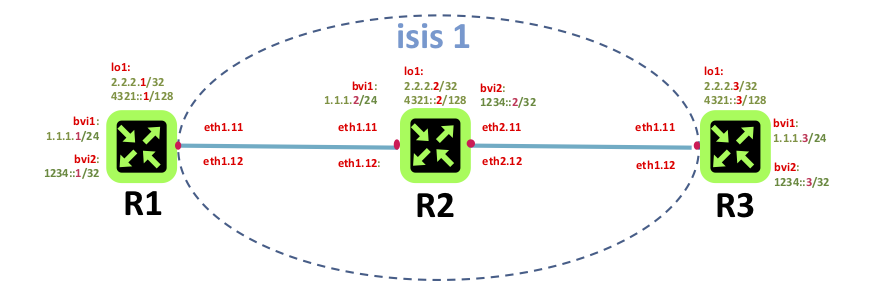 isis 1
lo1:
2.2.2.1/32
4321::1/128
bvi1:
1.1.1.1/24
bvi2:
1234::1/32
R1
eth1.11
eth1.12
bvi1:
1.1.1.2/24
lo1:
2.2.2.2/32
4321::2/128
bvi2:
1234::2/32
eth1.11
eth1.12:
R2
eth2.11
eth2.12
eth1.11
eth1.12
lo1:
2.2.2.3/32
4321::3/128
bvi1:
1.1.1.3/24
bvi2:
1234::3/32
R3